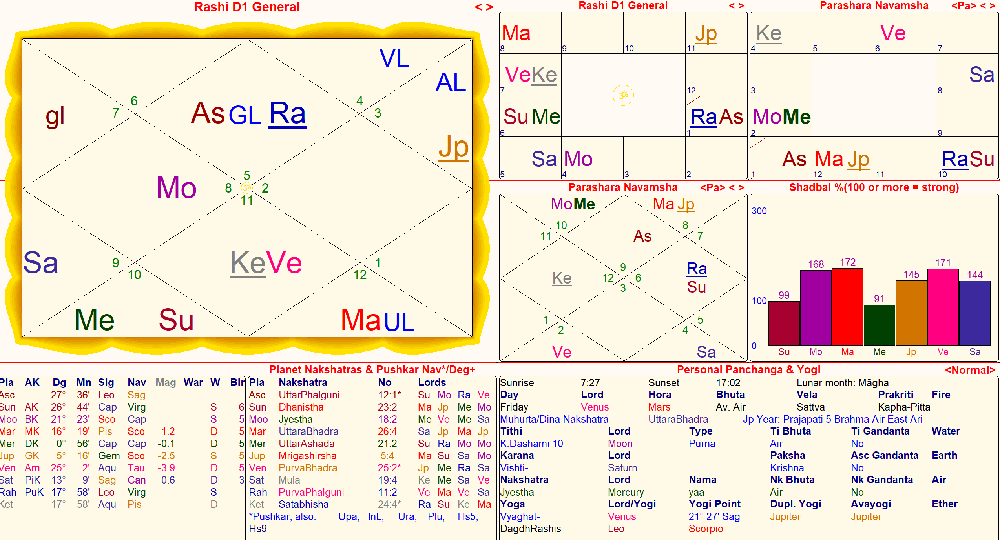 Rashi D1 General < >
VL
AL
6
7
4
3
gl
As GL Ra
Jp
Mo
5
8 ॐ 2
11
Sa
9
10
Ke Ve
1
12
Me
Su
Ma UL
Rashi D1 General < >
Ma
Jp
8 9 10 11
Ve Ke
7
12
ॐ
Su Me
Ra As
6
1
Sa Mo
5 4 3 2
Parashara Navamsha <Pa> < >
Ke
Ve
4 5 6 7
Sa
3
8
Mo Me
2
9
As Ma Jp
Ra Su
1 12 11 10
Parashara Navamsha <Pa> < >
Mo Me
Ma Jp
10
8
11
As
7
Ke
9
12 6
3
Ra
Su
1
2
5
4
Ve
Sa
Shadbal %(100 or more = strong)
300
168 172 145 171 144
99
91
100
0
Su Mo Ma Me Jp Ve Sa
Pla AK Dg Mn Sig Nav Mag War W Bin
Asc 27° 36' Leo Sag
Sun AK 26° 44' Cap Virg S 6
Moo BK 21° 23' Sco Cap S 5
Mar MK 16° 19' Pis Sco 1.2 D 5
Mer DK 0° 56' Cap Cap -0.1 D 5
Jup GK 5° 16' Gem Sco -2.5 S 5
Ven Am 25° 2' Aqu Tau -3.9 D 5
Sat PiK 13° 9' Sag Can 0.6 D 3
Rah PuK 17° 58' Leo Virg S
Ket 17° 58' Aqu Pis D
Planet Nakshatras & Pushkar Nav*/Deg+
Pla Nakshatra No Lords
Asc UttarPhalguni 12:1* Su Mo Ra Ve
Sun Dhanistha 23:2 Ma Jp Me Mo
Moo Jyestha 18:2 Me Ve Me Sa
Mar UttaraBhadra 26:4 Sa Jp Ma Jp
Mer UttarAshada 21:2 Su Ra Mo Mo
Jup Mrigashirsha 5:4 Ma Su Sa Mo
Ven PurvaBhadra 25:2* Jp Me Ra Sa
Sat Mula 19:4 Ke Me Sa Ve
Rah PurvaPhalguni 11:2 Ve Ma Ve Sa
Ket Satabhisha 24:4* Ra Su Ke Ma
*Pushkar, also: Upa, InL, Ura, Plu, Hs5,
Hs9
Personal Panchanga & Yogi <Normal>
Sunrise 7:27 Sunset 17:02 Lunar month: Māgha
Day Lord Hora Bhuta Vela Prakriti Fire
Friday Venus Mars Av. Air Sattva Kapha-Pitta
Muhurta/Dina Nakshatra UttaraBhadra Jp Year: Prajāpati 5 Brahma Air East Ari
Tithi Lord Type Ti Bhuta Ti Gandanta Water
K.Dashami 10 Moon Purna Air No
Karana Lord Paksha Asc Gandanta Earth
Vishti- Saturn Krishna No
Nakshatra Lord Nama Nk Bhuta Nk Gandanta Air
Jyestha Mercury yaa Air No
Yoga Lord/Yogi Yogi Point Dupl. Yogi Avayogi Ether
Vyaghat- Venus 21° 27' Sag Jupiter Jupiter
DagdhRashis Leo Scorpio